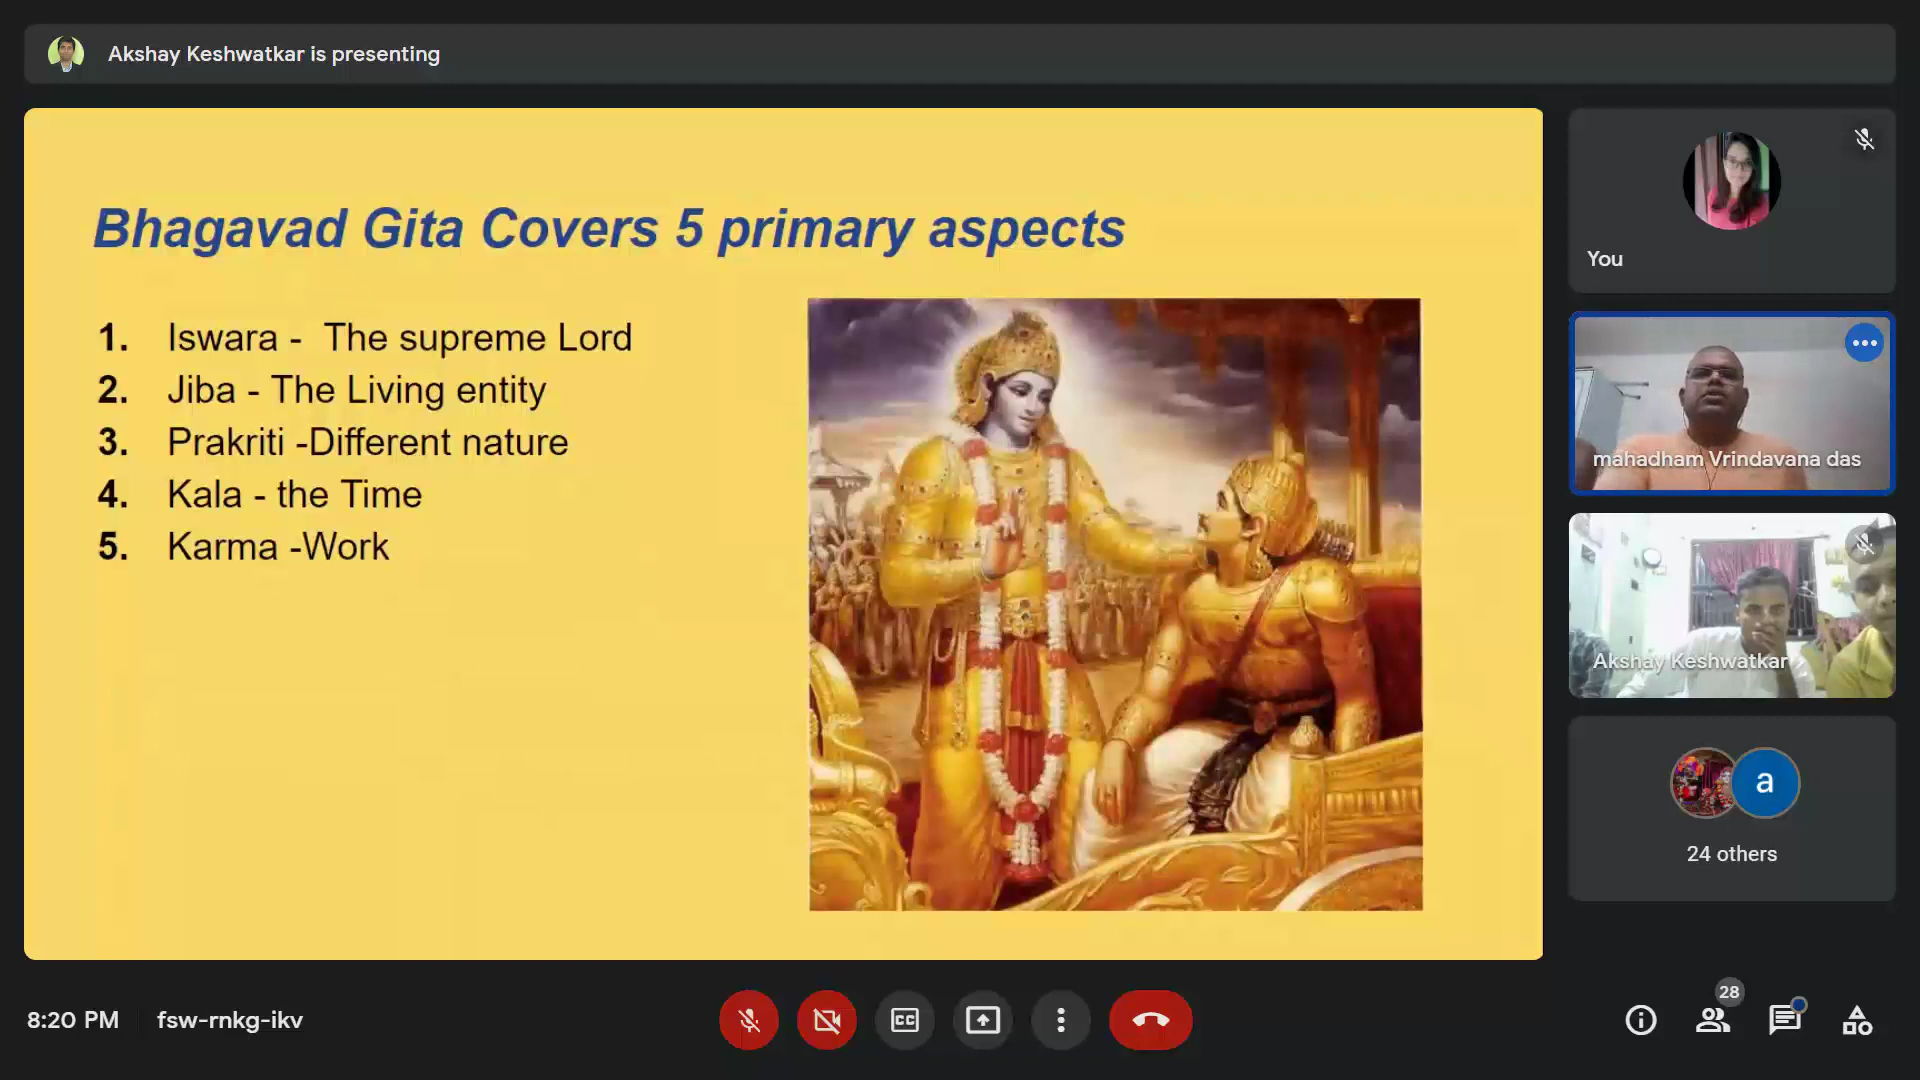 Akshay Keshwatkar is presenting
Bhagavad Gita Covers 5 primary aspects
1. Iswara - The supreme Lord
2. Jiba - The Living entity
3. Prakriti -Different nature
4. Kala - the Time
5. Karma -Work
You
mahadham Vrindavana das
Akshay Keshwatkar
a
24 others
8:20 PM
fsw-rnkg-ikv
CC
28